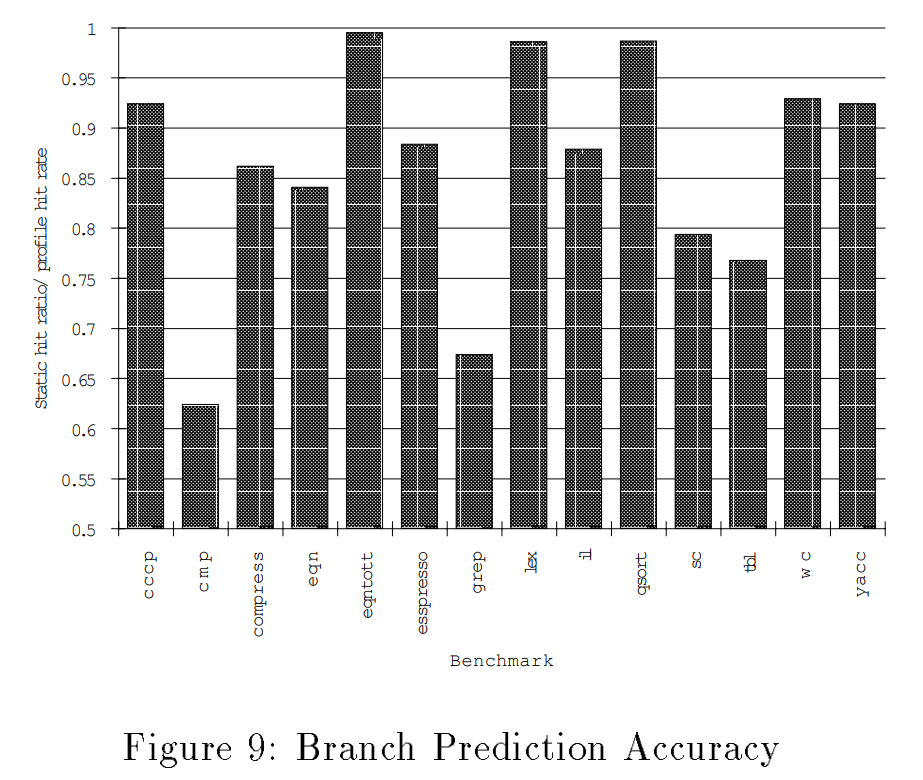 1
0.95
0.9
0.85
0.8
0.75
0.7
0.65
0.6
0.55
0.5
Static hit ratio/ profile hit rate
cccp
cmp
compress
eqn
eqntott
esspresso
grep
lex
il
qsort
sc
tbl
wc
yacc
Benchmark
Figure 9: Branch Prediction Accuracy